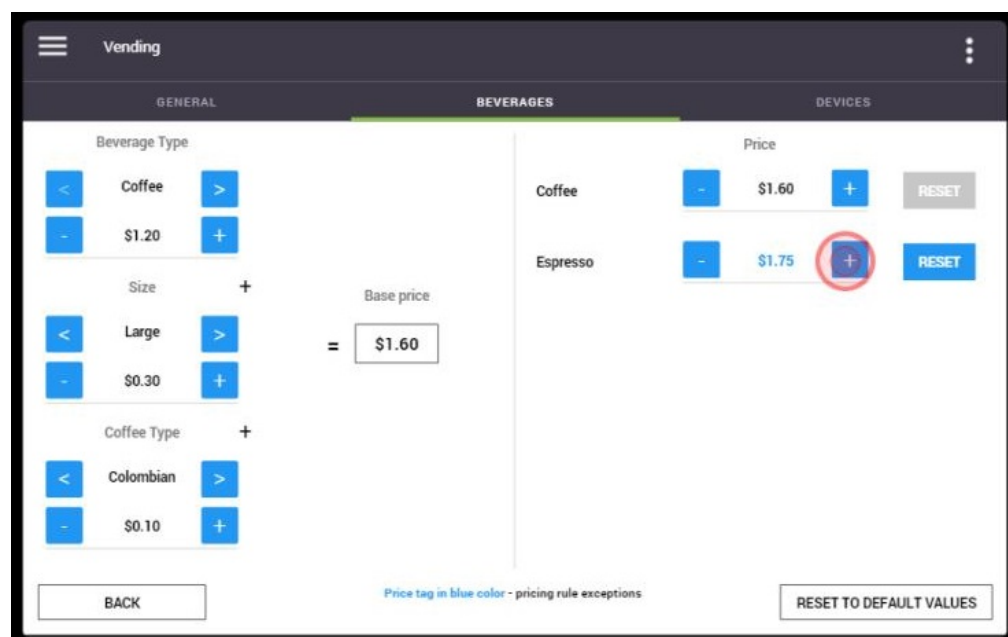 Vending
GENERAL
BEVERAGES
DEVICES
Beverage Type
< Coffee >
- $1.20 +
Size +
< Large >
- $0.30 +
Coffee Type +
< Colombian >
- $0.10 +
Base price
= $1.60
Price
Coffee - $1.60 + RESET
Espresso - $1.75 + RESET
BACK
Price tag in blue color - pricing rule exceptions
RESET TO DEFAULT VALUES